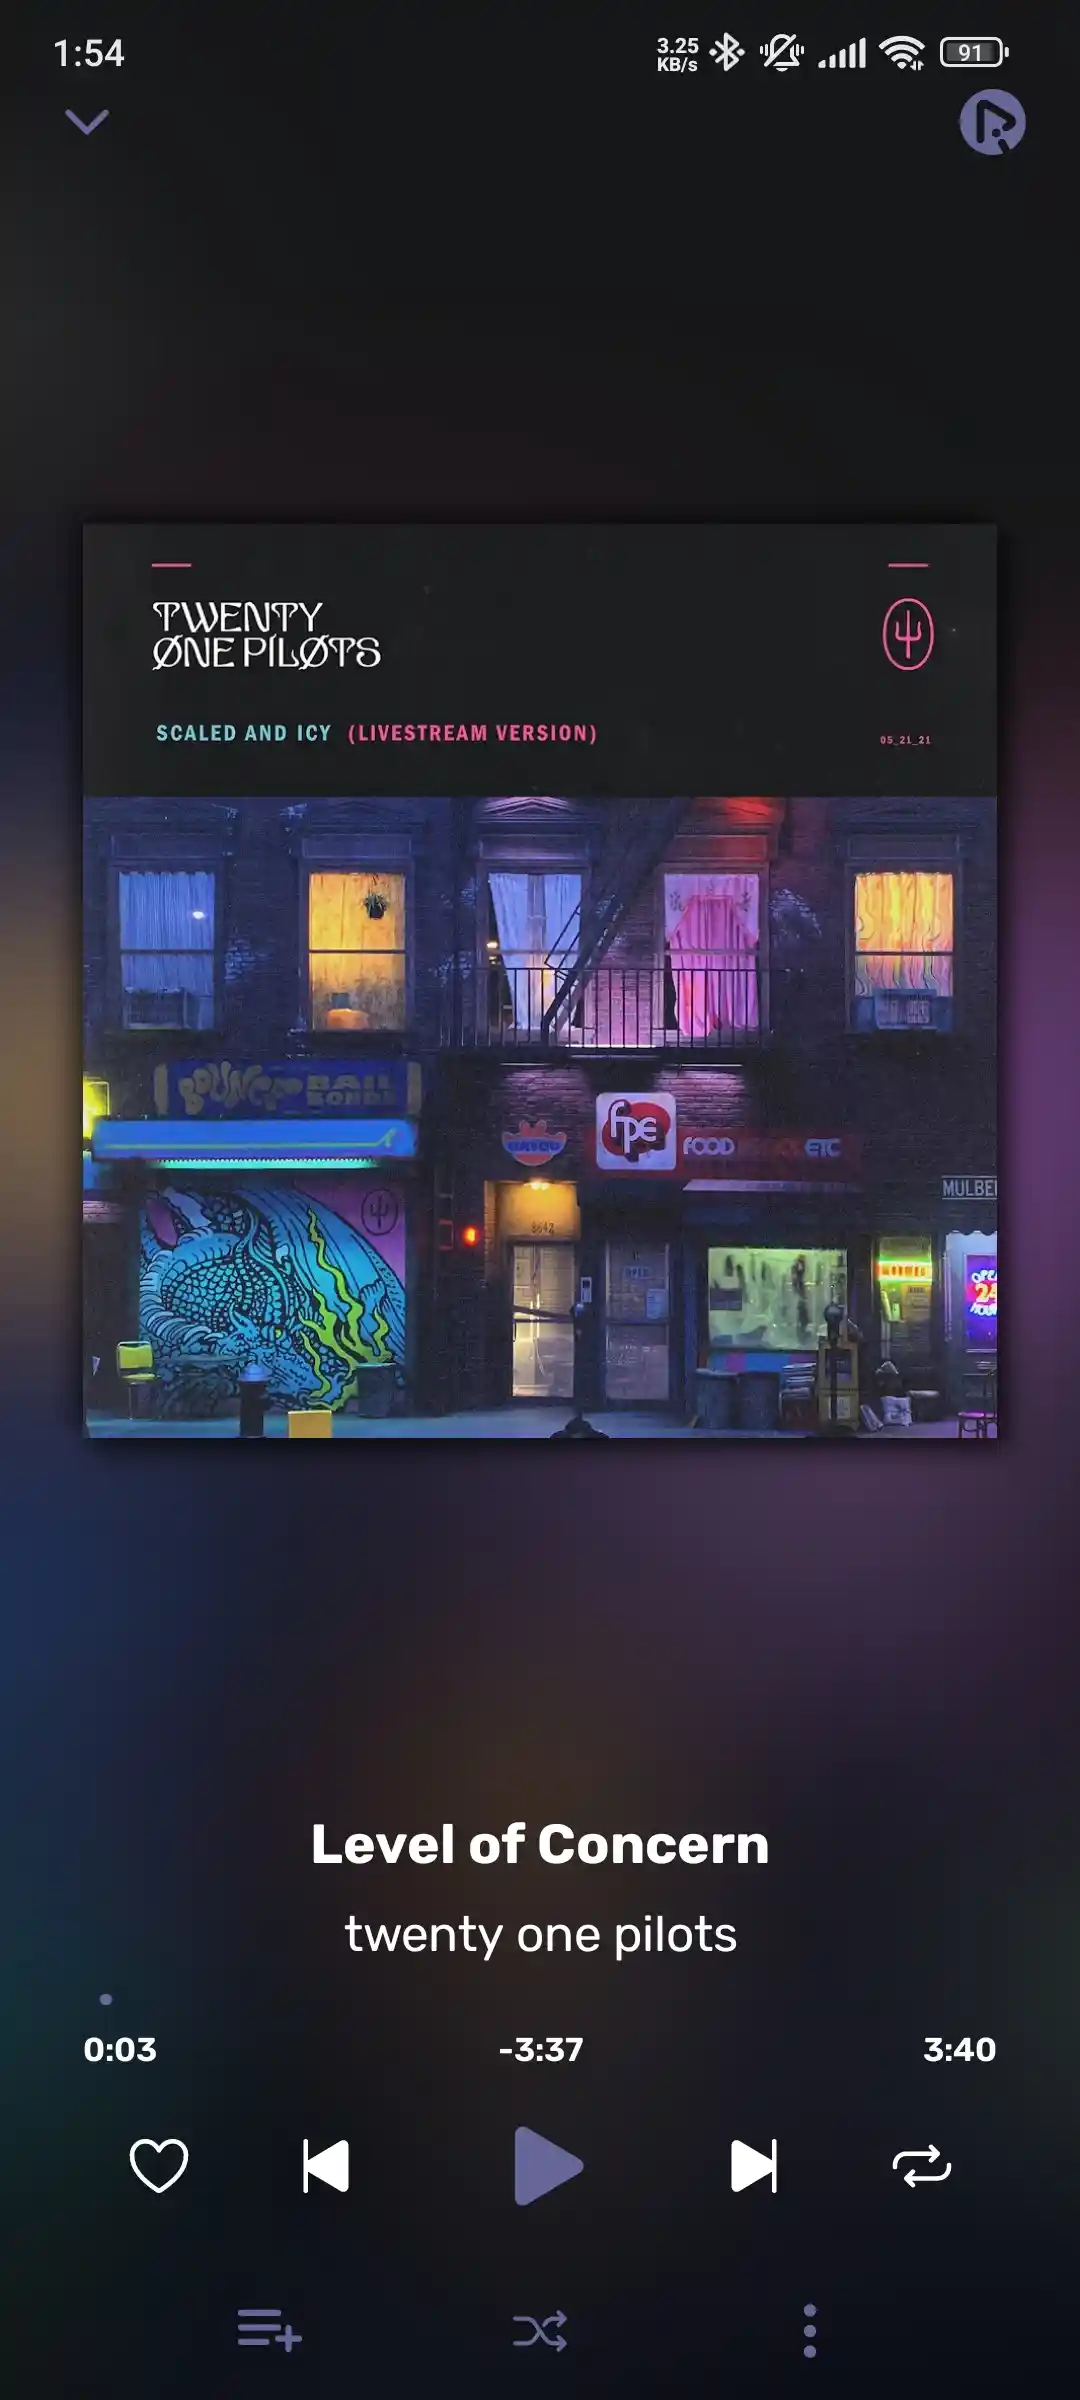 1:54
3.25
KB/s
91
TWENTY
ØNE PILØTS
SCALED AND ICY (LIVESTREAM VERSION)
05_21_21
BAIL
BONDS
fpe
FOOD
ETC
8642
MULBE
OPEN
24
HOURS
Level of Concern
twenty one pilots
0:03
-3:37
3:40